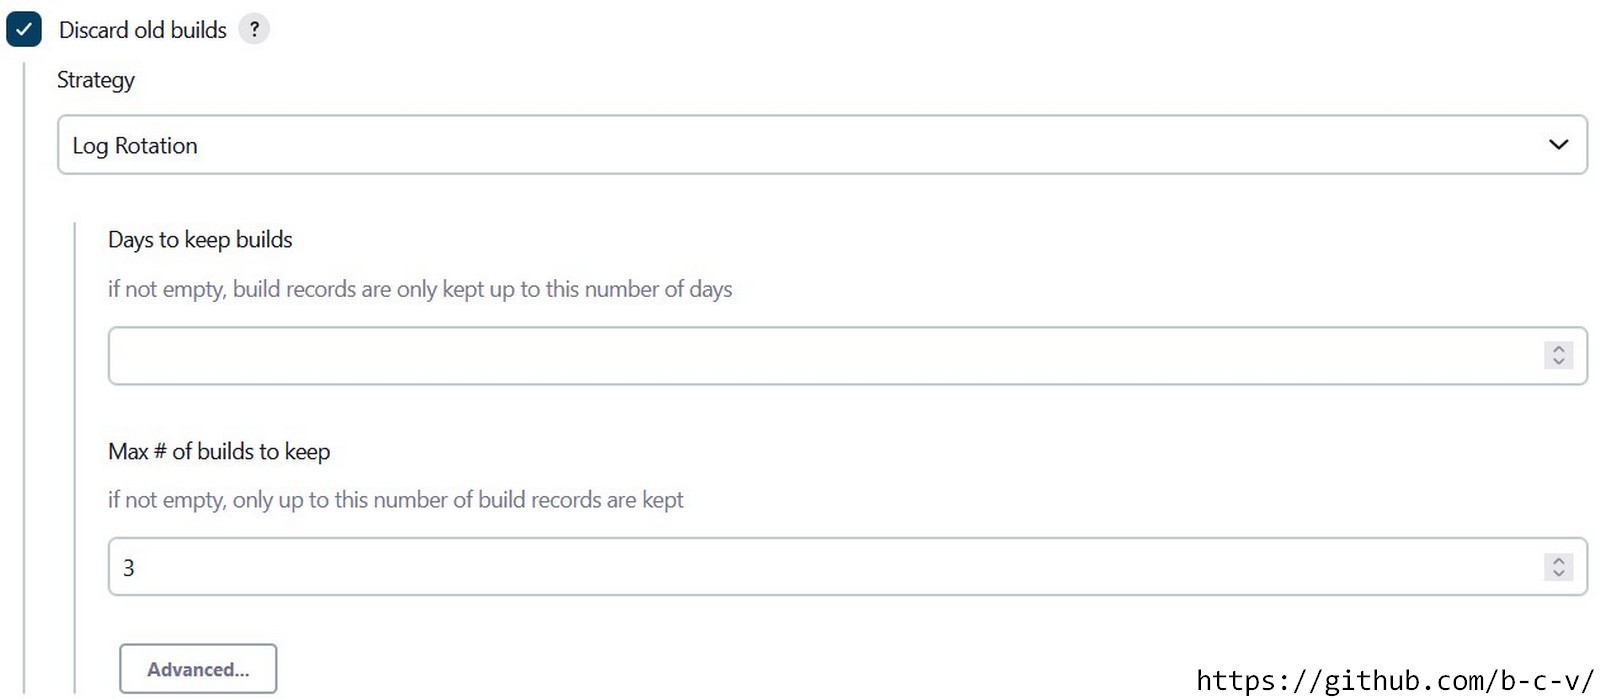 Discard old builds ?
Strategy
Log Rotation
Days to keep builds
if not empty, build records are only kept up to this number of days
Max # of builds to keep
if not empty, only up to this number of build records are kept
3
Advanced...
https://github.com/b-c-v/